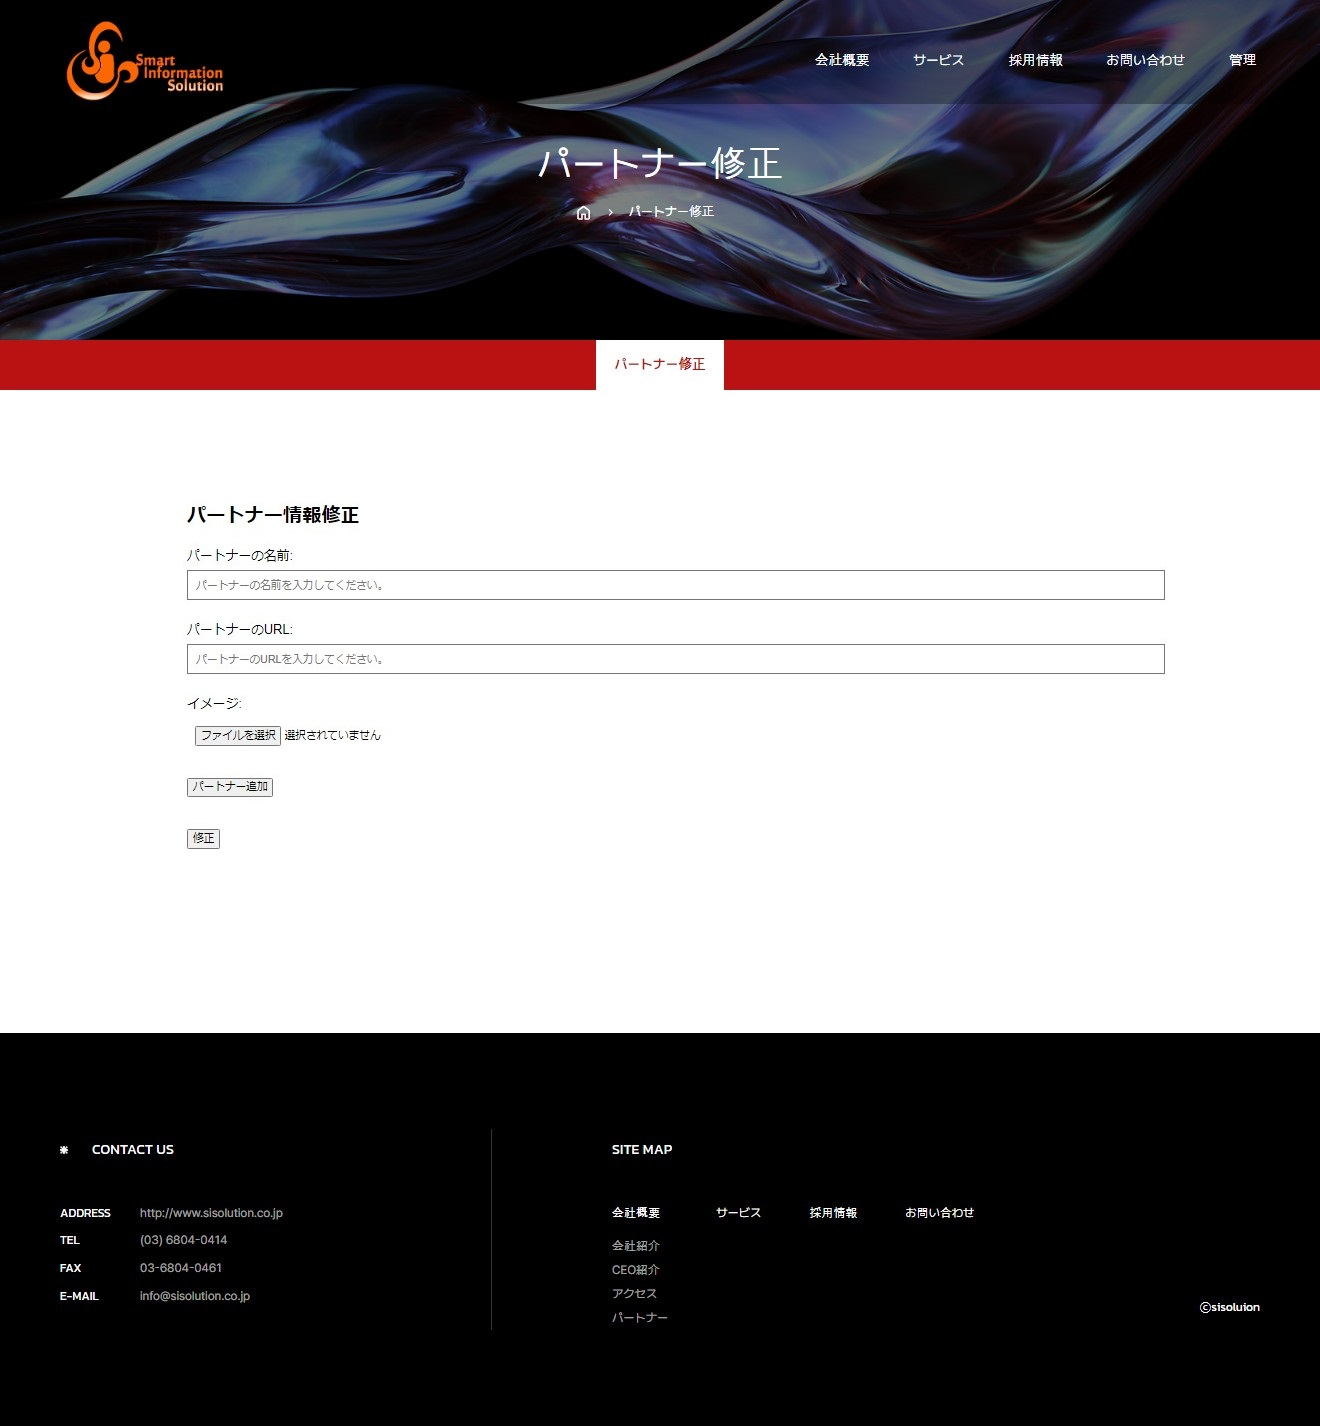 Smart
Information
Solution
会社概要 サービス 採用情報 お問い合わせ 管理
パートナー修正
› パートナー修正
パートナー修正
パートナー情報修正
パートナーの名前:
パートナーの名前を入力してください。
パートナーのURL:
パートナーのURLを入力してください。
イメージ:
ファイルを選択 選択されていません
パートナー追加
修正
CONTACT US
ADDRESS http://www.sisolution.co.jp
TEL (03) 6804-0414
FAX 03-6804-0461
E-MAIL info@sisolution.co.jp
SITE MAP
会社概要 サービス 採用情報 お問い合わせ
会社紹介
CEO紹介
アクセス
パートナー
©sisoluion